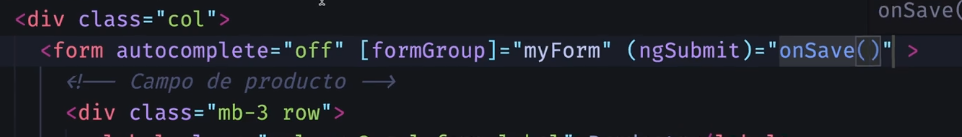 onSave(
<div class="col">
<form autocomplete="off" [formGroup]="myForm" (ngSubmit)="onSave()" >
<!-- Campo de producto -->
<div class="mb-3 row">